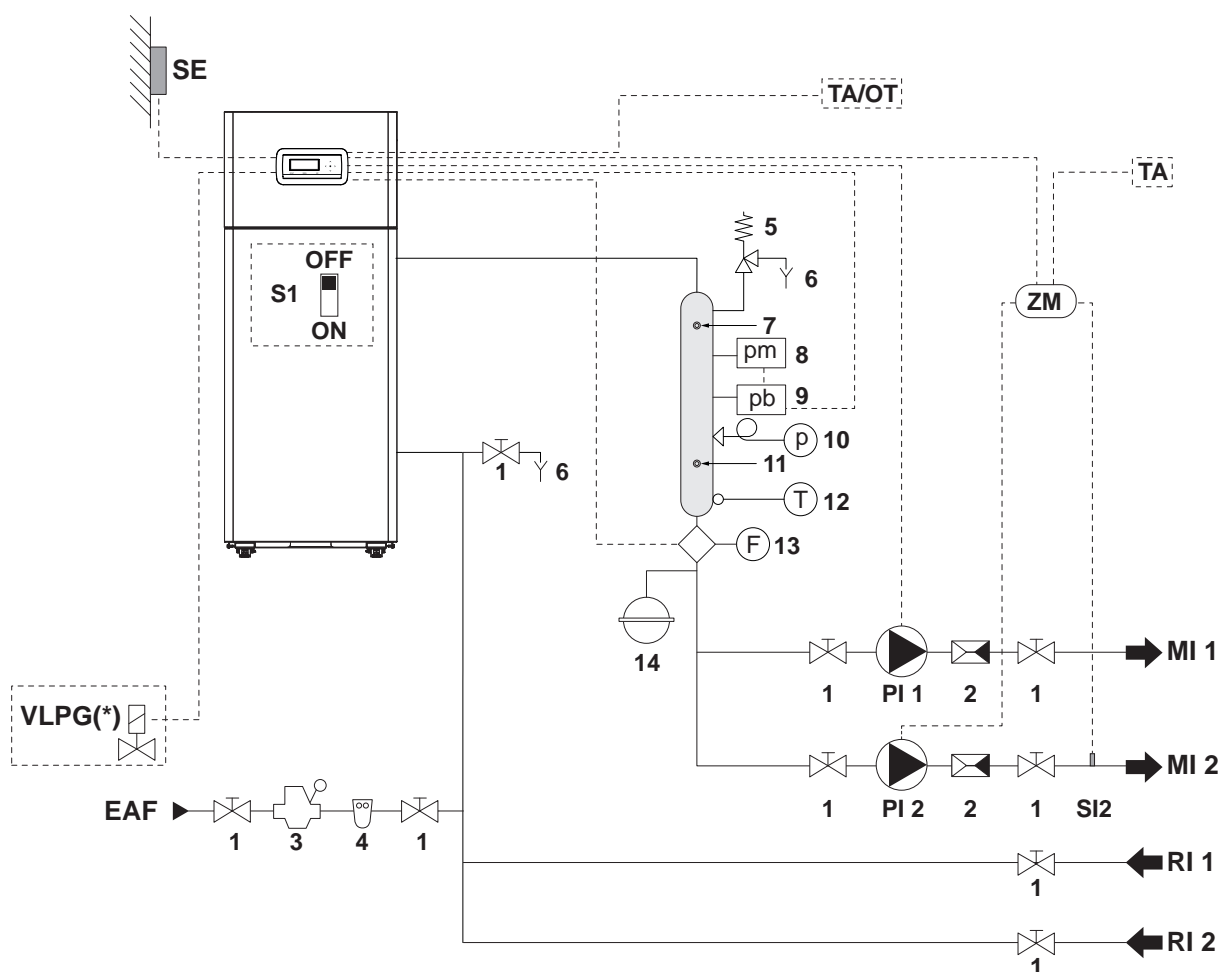 SE
TA/OT
TA
5
OFF
S1
6
ON
ZM
7
pm 8
pb 9
p 10
1 6
11
T 12
F 13
14
MI 1
1 PI 1 2 1
VLPG(*)
MI 2
1 PI 2 2 1 SI2
EAF
1 3 4 1
RI 1
1
RI 2
1